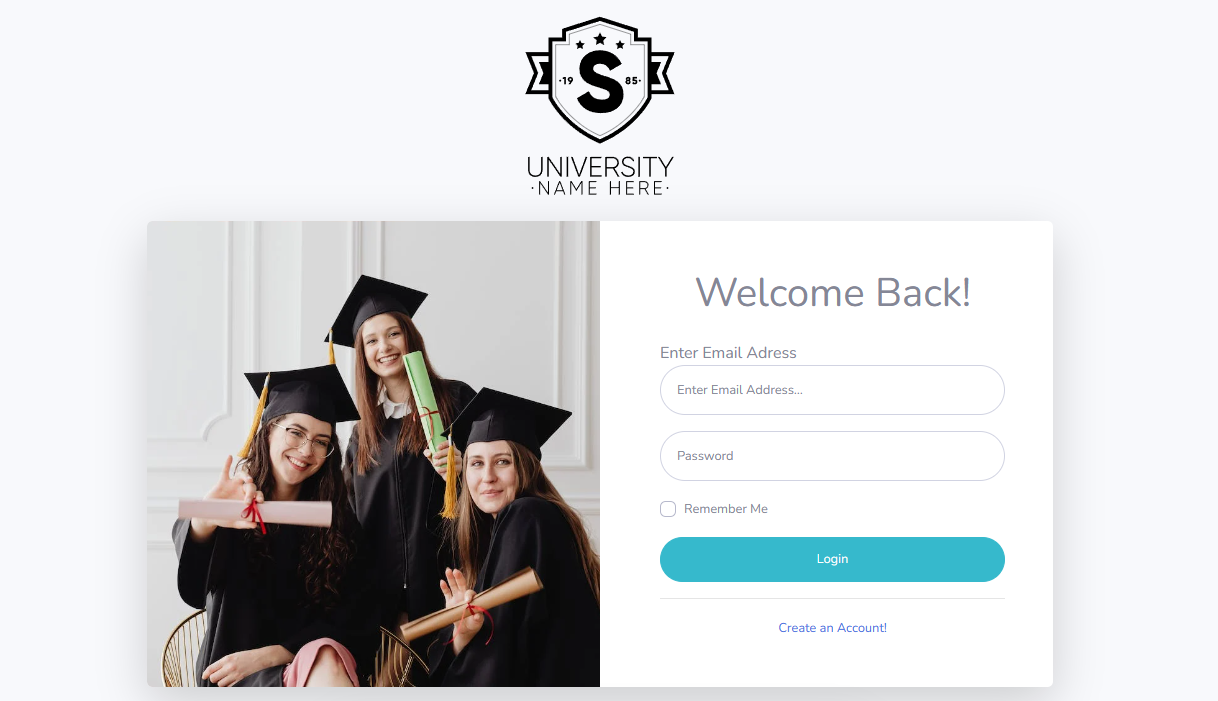 ·19 S 85·
UNIVERSITY
·NAME HERE·
Welcome Back!
Enter Email Adress
Enter Email Address...
Password
Remember Me
Login
Create an Account!